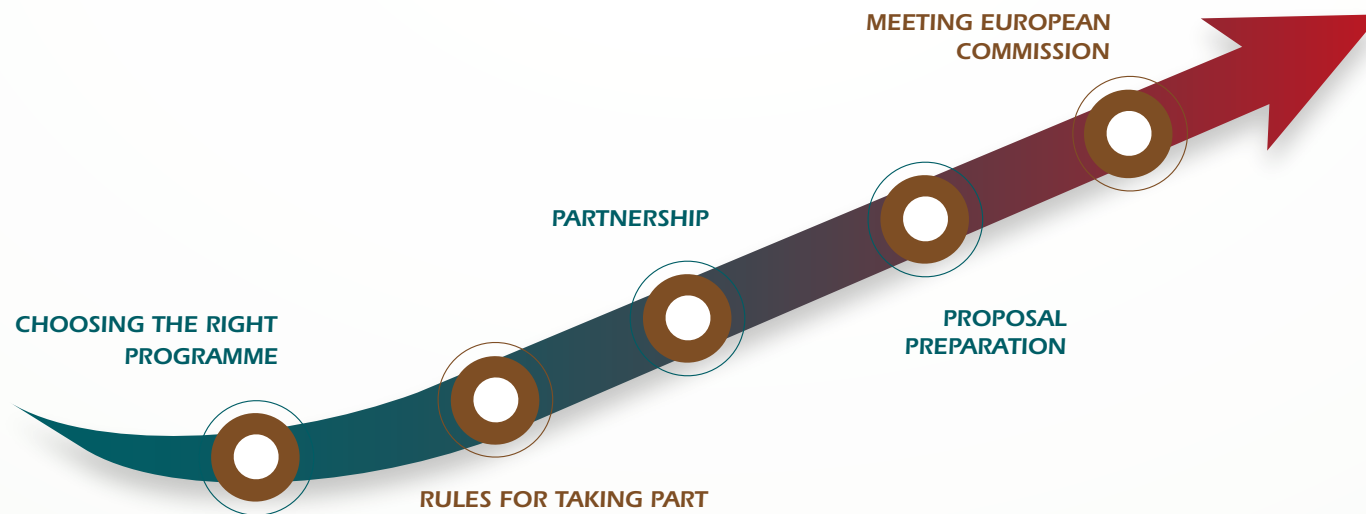 MEETING EUROPEAN
COMMISSION
PARTNERSHIP
CHOOSING THE RIGHT
PROGRAMME
PROPOSAL
PREPARATION
RULES FOR TAKING PART